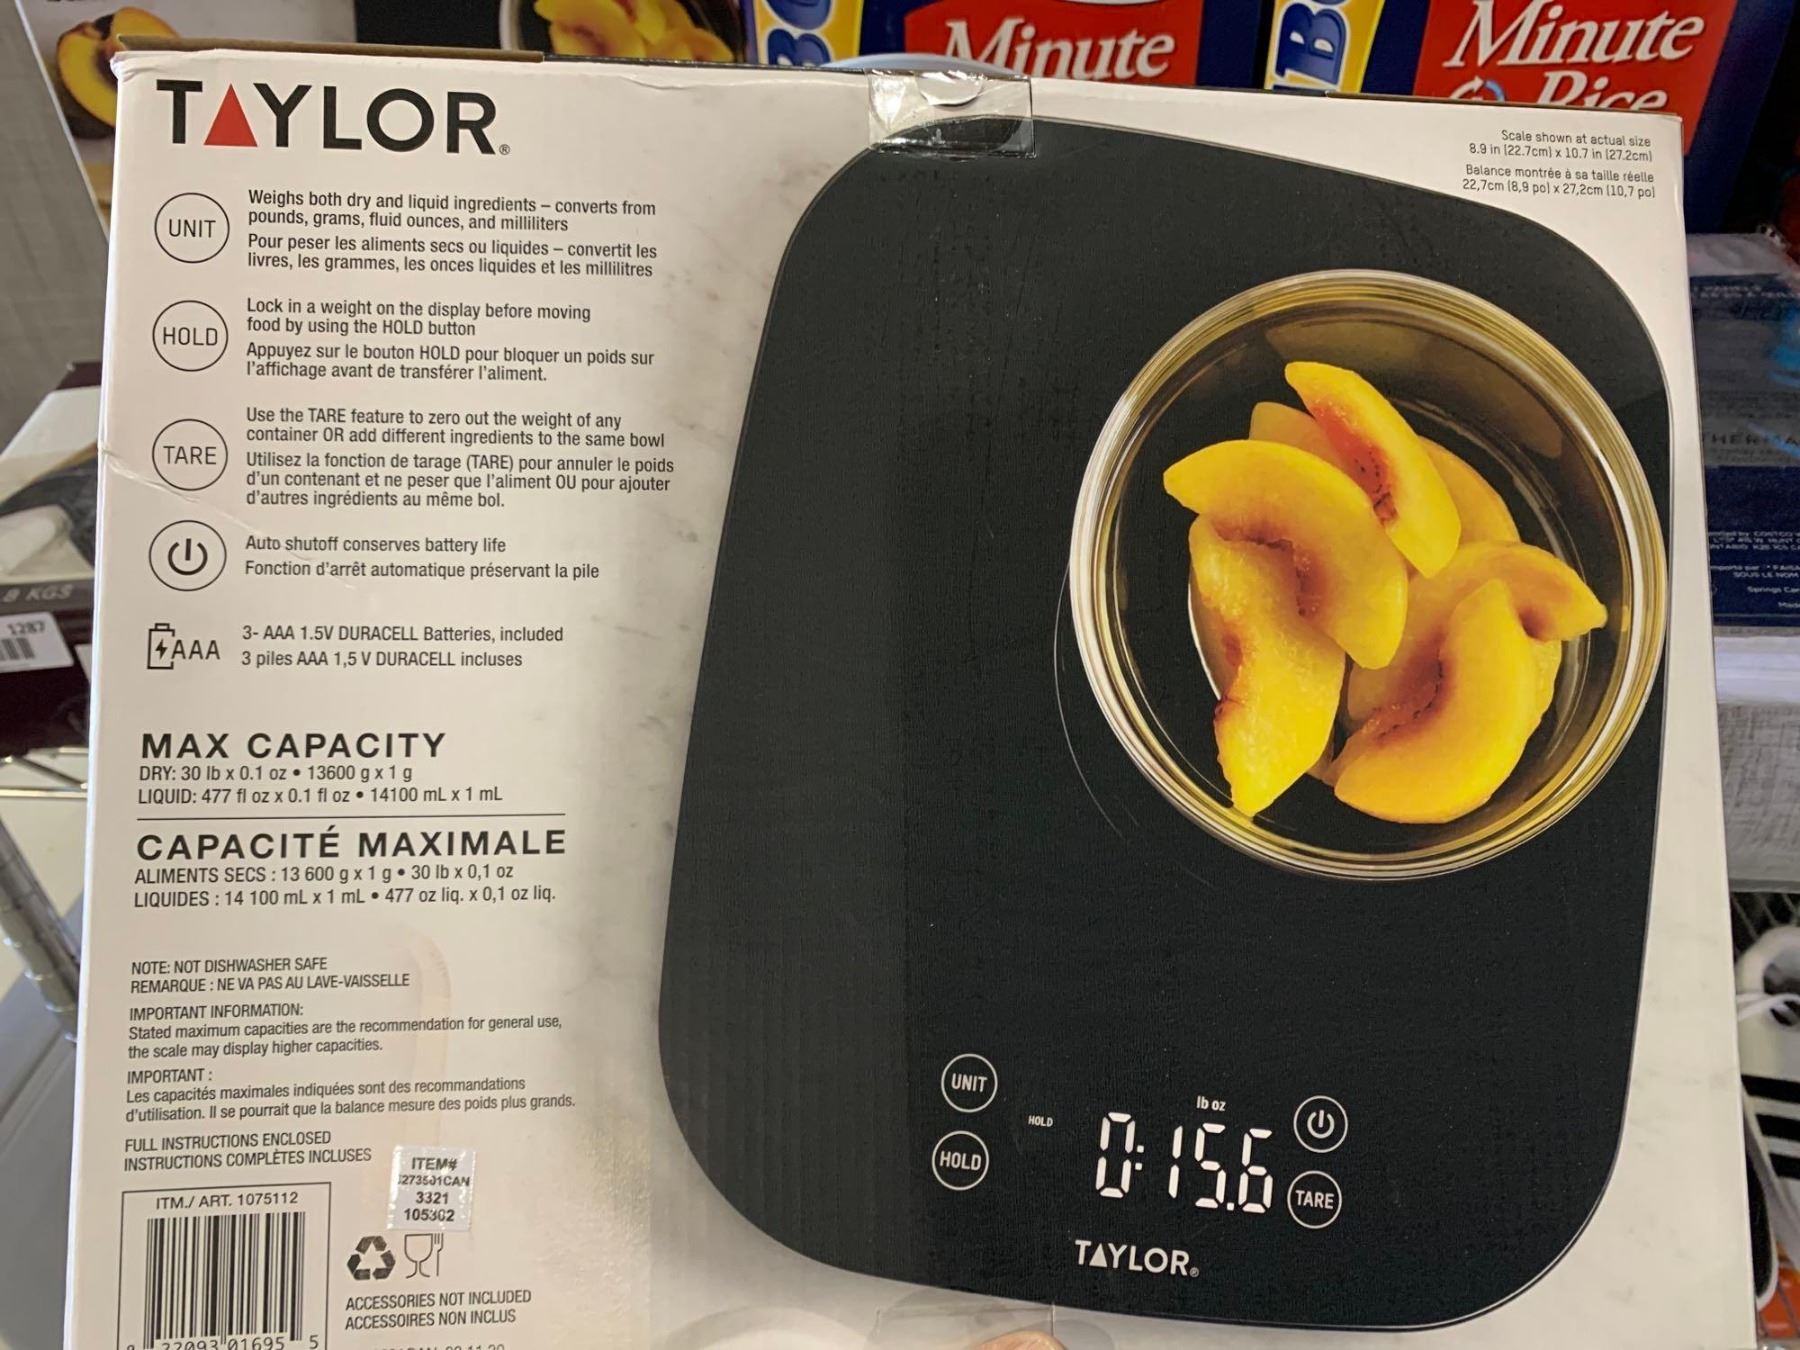 Minute
Minute
Rice
TAYLOR®
UNIT
Weighs both dry and liquid ingredients – converts from
pounds, grams, fluid ounces, and milliliters
Pour peser les aliments secs ou liquides – convertit les
livres, les grammes, les onces liquides et les millilitres
HOLD
Lock in a weight on the display before moving
food by using the HOLD button
Appuyez sur le bouton HOLD pour bloquer un poids sur
l'affichage avant de transférer l'aliment.
TARE
Use the TARE feature to zero out the weight of any
container OR add different ingredients to the same bowl
Utilisez la fonction de tarage (TARE) pour annuler le poids
d'un contenant et ne peser que l'aliment OU pour ajouter
d'autres ingrédients au même bol.
Auto shutoff conserves battery life
Fonction d'arrêt automatique préservant la pile
AAA
3- AAA 1.5V DURACELL Batteries, included
3 piles AAA 1,5 V DURACELL incluses
MAX CAPACITY
DRY: 30 lb x 0.1 oz • 13600 g x 1 g
LIQUID: 477 fl oz x 0.1 fl oz • 14100 mL x 1 mL
CAPACITÉ MAXIMALE
ALIMENTS SECS : 13 600 g x 1 g • 30 lb x 0,1 oz
LIQUIDES : 14 100 mL x 1 mL • 477 oz liq. x 0,1 oz liq.
NOTE: NOT DISHWASHER SAFE
REMARQUE : NE VA PAS AU LAVE-VAISSELLE
IMPORTANT INFORMATION:
Stated maximum capacities are the recommendation for general use,
the scale may display higher capacities.
IMPORTANT :
Les capacités maximales indiquées sont des recommandations
d'utilisation. Il se pourrait que la balance mesure des poids plus grands.
FULL INSTRUCTIONS ENCLOSED
INSTRUCTIONS COMPLÈTES INCLUSES
ITM./ ART. 1075112
22093 01695 5
ITEM#
273501CAN
3321
105302
ACCESSORIES NOT INCLUDED
ACCESSOIRES NON INCLUS
Scale shown at actual size
8.9 in (22.7cm) x 10.7 in (27.2cm)
Balance montrée à sa taille réelle
22,7cm (8,9 po) x 27,2cm (10,7 po)
UNIT
HOLD
HOLD
lb oz
0:15.6
TARE
TAYLOR®
8 KGS
1287